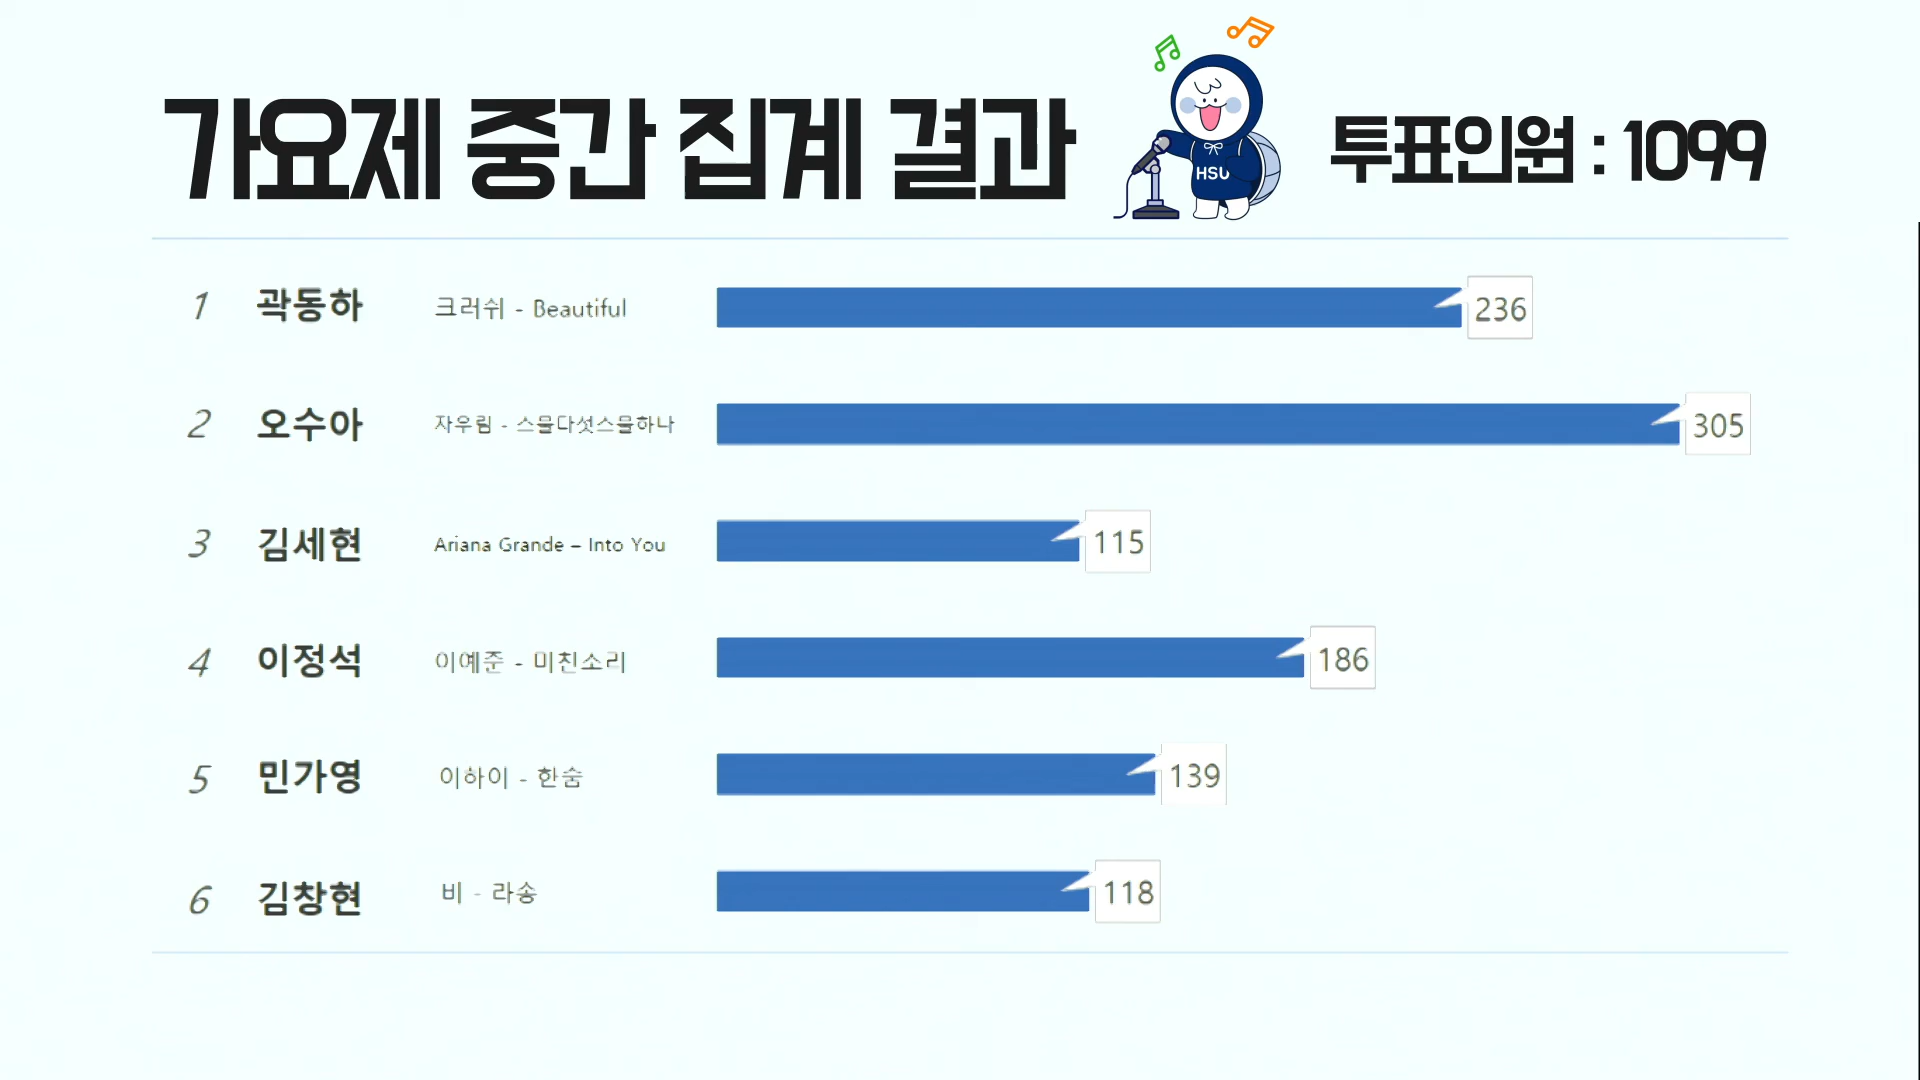 가요제 중간 집계 결과
HSU
투표인원 : 1099
1 곽동하 크러쉬 - Beautiful 236
2 오수아 자우림 - 스물다섯스물하나 305
3 김세현 Ariana Grande – Into You 115
4 이정석 이예준 - 미친소리 186
5 민가영 이하이 - 한숨 139
6 김창현 비 - 라송 118